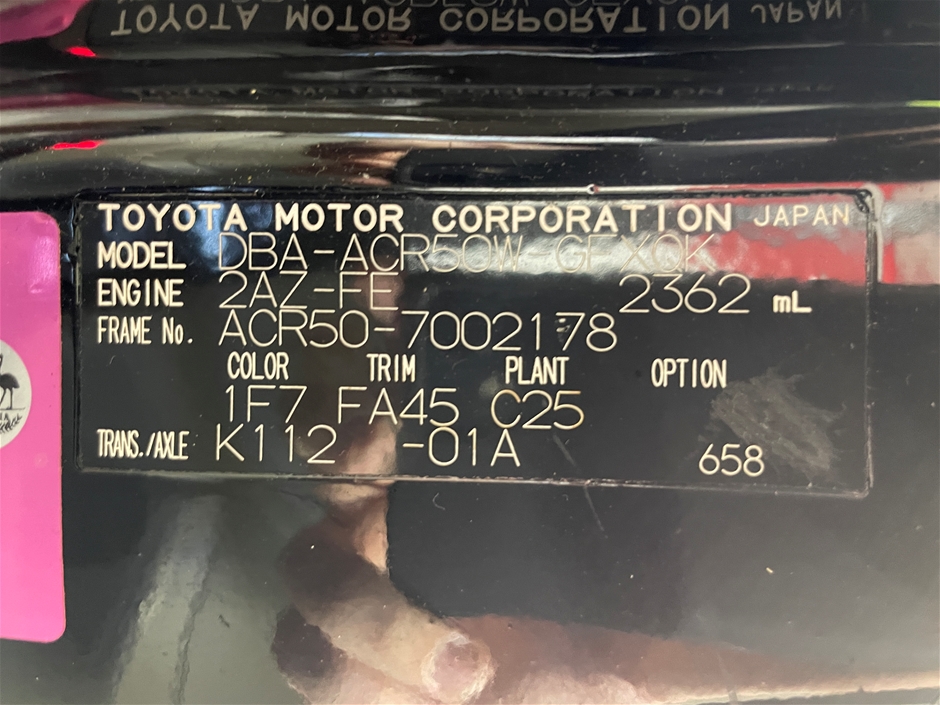 TOYOTA MOTOR CORPORATION JAPAN
MODEL DBA-ACR50W-GFXQK
ENGINE 2AZ-FE 2362 mL
FRAME No. ACR50-7002178
COLOR TRIM PLANT OPTION
1F7 FA45 C25
TRANS./AXLE K112 -01A 658